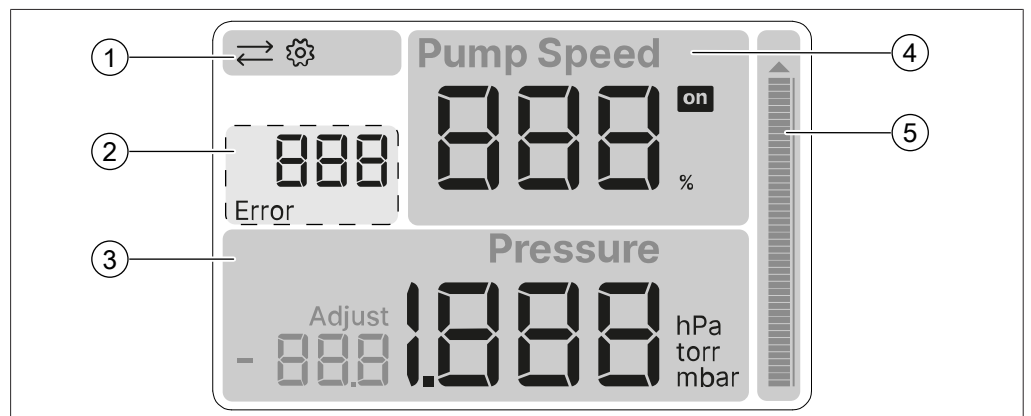 1
Pump Speed
4
on
888
5
2
888
%
Error
3
Pressure
Adjust
hPa
- 88.8
1.888
torr
mbar